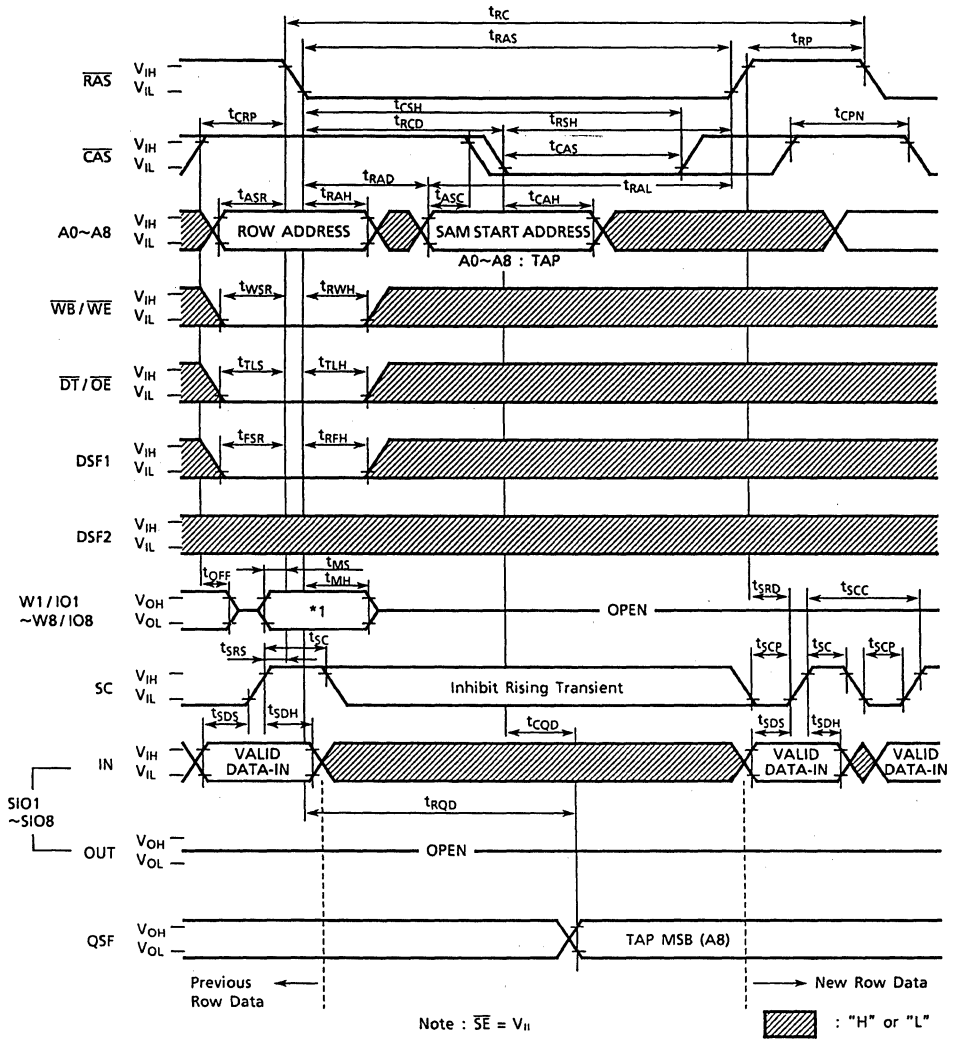 tRC
tRAS
tRP
RAS
VIH
VIL
tCSH
tCRP
tRCD
tRSH
tCPN
CAS
VIH
VIL
tCAS
tRAD
tRAL
tASR
tRAH
tASC
tCAH
A0~A8
VIH
VIL
ROW ADDRESS
SAM START ADDRESS
A0~A8 : TAP
WB/WE
VIH
VIL
tWSR
tRWH
DT/OE
VIH
VIL
tTLS
tTLH
DSF1
VIH
VIL
tFSR
tRFH
DSF2
VIH
VIL
tOFF
tMS
tMH
W1/IO1
~W8/IO8
VOH
VOL
*1
OPEN
tSRD
tSCC
tSRS
tSC
tSCP
tSC
tSCP
SC
VIH
VIL
Inhibit Rising Transient
tSDS
tSDH
tCQD
tSDS
tSDH
IN
VIH
VIL
VALID
DATA-IN
VALID
DATA-IN
VALID
DATA-IN
SIO1
~SIO8
tRQD
OUT
VOH
VOL
OPEN
QSF
VOH
VOL
TAP MSB (A8)
Previous
Row Data
New Row Data
Note : SE = VIL
: "H" or "L"